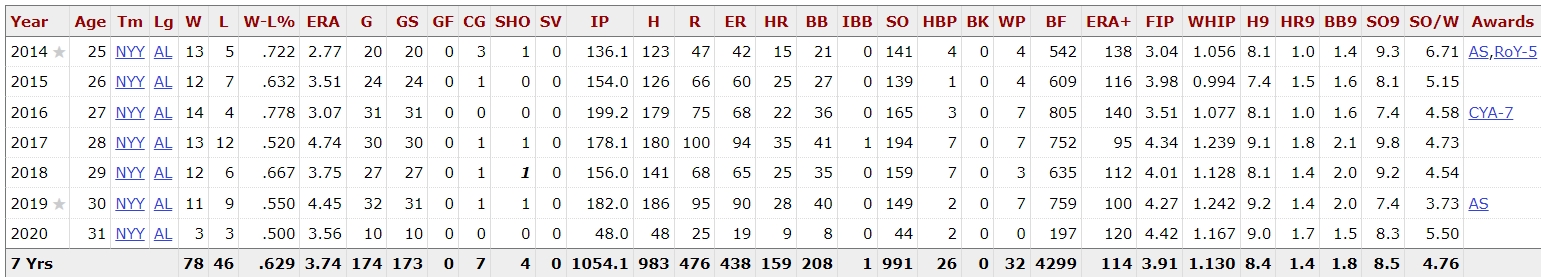 Year Age Tm Lg W L W-L% ERA G GS GF CG SHO SV IP H R ER HR BB IBB SO HBP BK WP BF ERA+ FIP WHIP H9 HR9 BB9 SO9 SO/W Awards
2014 ★ 25 NYY AL 13 5 .722 2.77 20 20 0 3 1 0 136.1 123 47 42 15 21 0 141 4 0 4 542 138 3.04 1.056 8.1 1.0 1.4 9.3 6.71 AS,RoY-5
2015 26 NYY AL 12 7 .632 3.51 24 24 0 1 0 0 154.0 126 66 60 25 27 0 139 1 0 4 609 116 3.98 0.994 7.4 1.5 1.6 8.1 5.15
2016 27 NYY AL 14 4 .778 3.07 31 31 0 0 0 0 199.2 179 75 68 22 36 0 165 3 0 7 805 140 3.51 1.077 8.1 1.0 1.6 7.4 4.58 CYA-7
2017 28 NYY AL 13 12 .520 4.74 30 30 0 1 1 0 178.1 180 100 94 35 41 1 194 7 0 7 752 95 4.34 1.239 9.1 1.8 2.1 9.8 4.73
2018 29 NYY AL 12 6 .667 3.75 27 27 0 1 1 0 156.0 141 68 65 25 35 0 159 7 0 3 635 112 4.01 1.128 8.1 1.4 2.0 9.2 4.54
2019 ★ 30 NYY AL 11 9 .550 4.45 32 31 0 1 1 0 182.0 186 95 90 28 40 0 149 2 0 7 759 100 4.27 1.242 9.2 1.4 2.0 7.4 3.73 AS
2020 31 NYY AL 3 3 .500 3.56 10 10 0 0 0 0 48.0 48 25 19 9 8 0 44 2 0 0 197 120 4.42 1.167 9.0 1.7 1.5 8.3 5.50
7 Yrs 78 46 .629 3.74 174 173 0 7 4 0 1054.1 983 476 438 159 208 1 991 26 0 32 4299 114 3.91 1.130 8.4 1.4 1.8 8.5 4.76